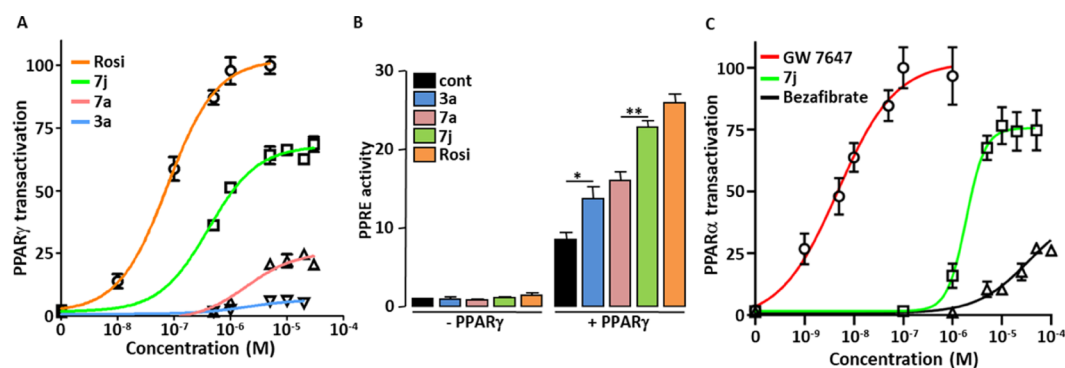 A
PPARγ transactivation
100
75
50
25
0
Rosi
7j
7a
3a
0
10-8
10-7
10-6
10-5
10-4
Concentration (M)
B
PPRE activity
30
20
10
0
cont
3a
7a
7j
Rosi
*
**
- PPARγ
+ PPARγ
C
PPARα transactivation
100
75
50
25
0
GW 7647
7j
Bezafibrate
0
10-9
10-8
10-7
10-6
10-5
10-4
Concentration (M)